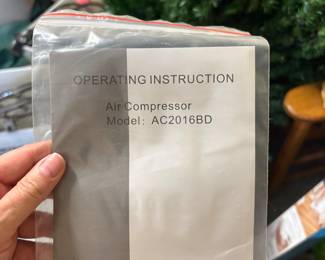 OPERATING INSTRUCTION
Air Compressor
Model: AC2016BD